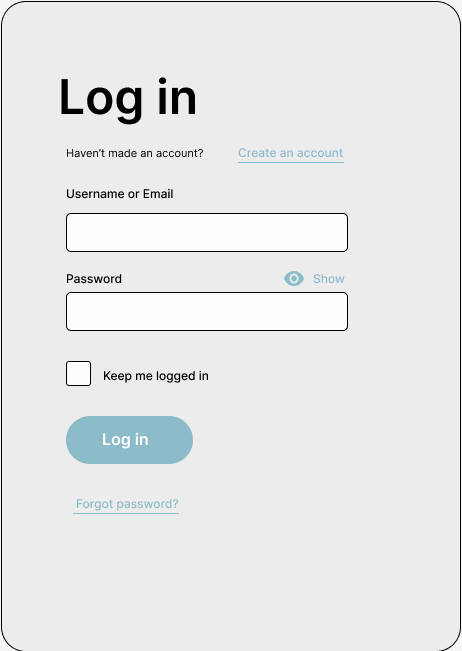 Log in
Haven't made an account? Create an account
Username or Email
Password Show
Keep me logged in
Log in
Forgot password?